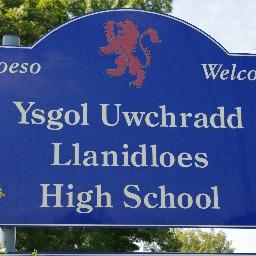 oeso Welco
Ysgol Uwchradd
Llanidloes
High School